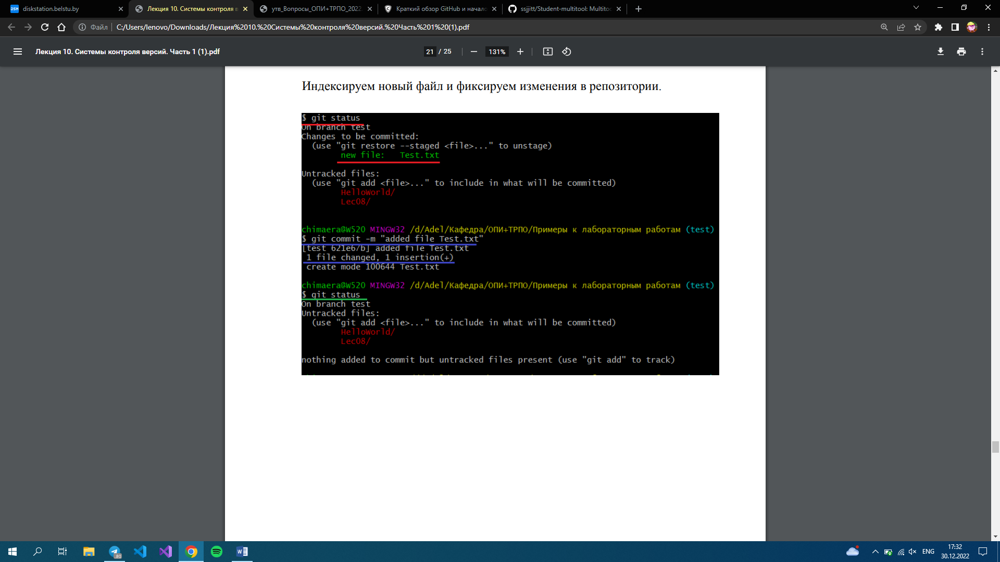 diskstation.belstu.by
Лекция 10. Системы контроля в
утв_Вопросы_ОПИ+ТРПО_2022
Краткий обзор GitHub и начало
ssjjitt/Student-multitool: Multitoo
Файл
C:/Users/lenovo/Downloads/Лекция%2010.%20Системы%20контроля%20версий.%20Часть%201%20(1).pdf
Лекция 10. Системы контроля версий. Часть 1 (1).pdf
21 / 25
131%
Индексируем новый файл и фиксируем изменения в репозитории.
$ git status
On branch test
Changes to be committed:
(use "git restore --staged <file>..." to unstage)
new file: Test.txt
Untracked files:
(use "git add <file>..." to include in what will be committed)
HelloWorld/
Lec08/
chimaera@W520 MINGW32 /d/Adel/Кафедра/ОПИ+ТРПО/Примеры к лабораторным работам (test)
$ git commit -m "added file Test.txt"
[test 621e67b] added file Test.txt
1 file changed, 1 insertion(+)
create mode 100644 Test.txt
chimaera@W520 MINGW32 /d/Adel/Кафедра/ОПИ+ТРПО/Примеры к лабораторным работам (test)
$ git status
On branch test
Untracked files:
(use "git add <file>..." to include in what will be committed)
HelloWorld/
Lec08/
nothing added to commit but untracked files present (use "git add" to track)
80
ENG
17:32
30.12.2022